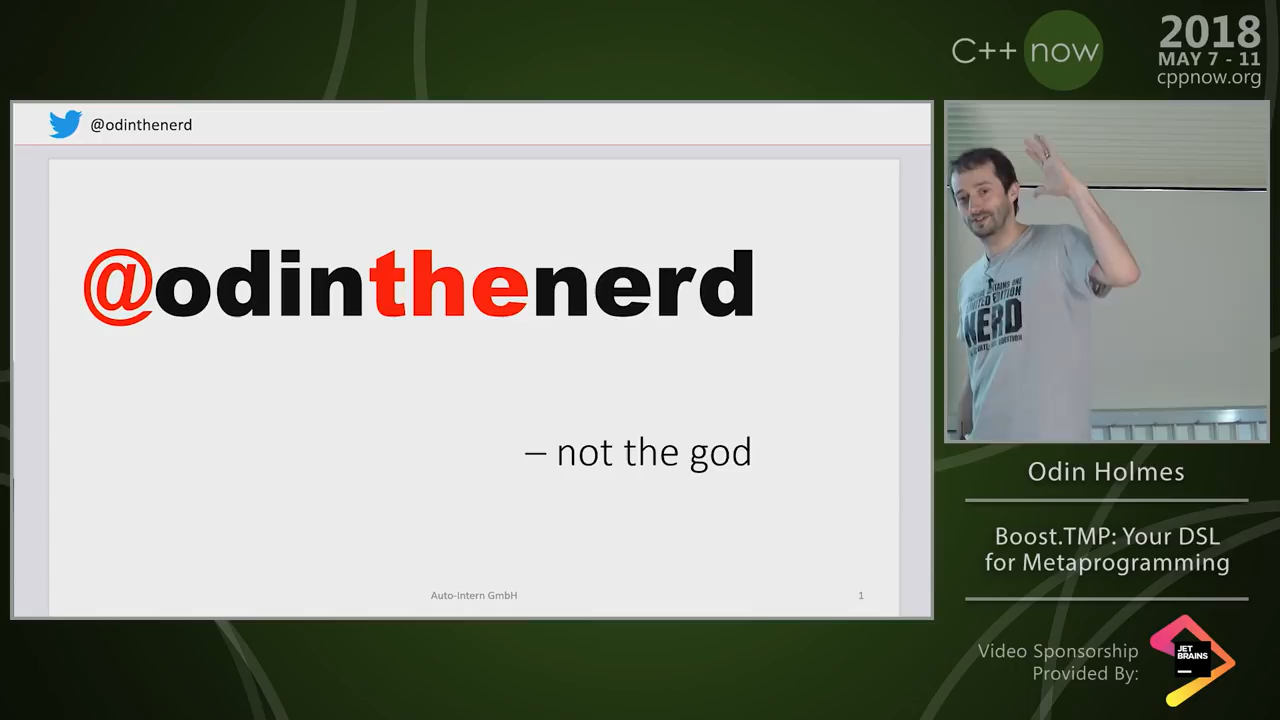 C++ now
2018
MAY 7 - 11
cppnow.org
@odinthenerd
@odinthenerd
– not the god
Auto-Intern GmbH
1
NERD
Odin Holmes
Boost.TMP: Your DSL
for Metaprogramming
Video Sponsorship
Provided By:
JET
BRAINS